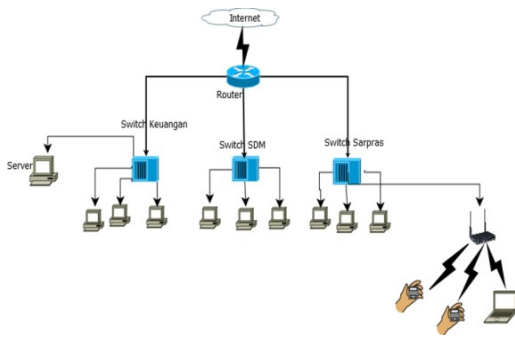 Internet
Router
Switch Keuangan
Switch SDM
Switch Sarpras
Server